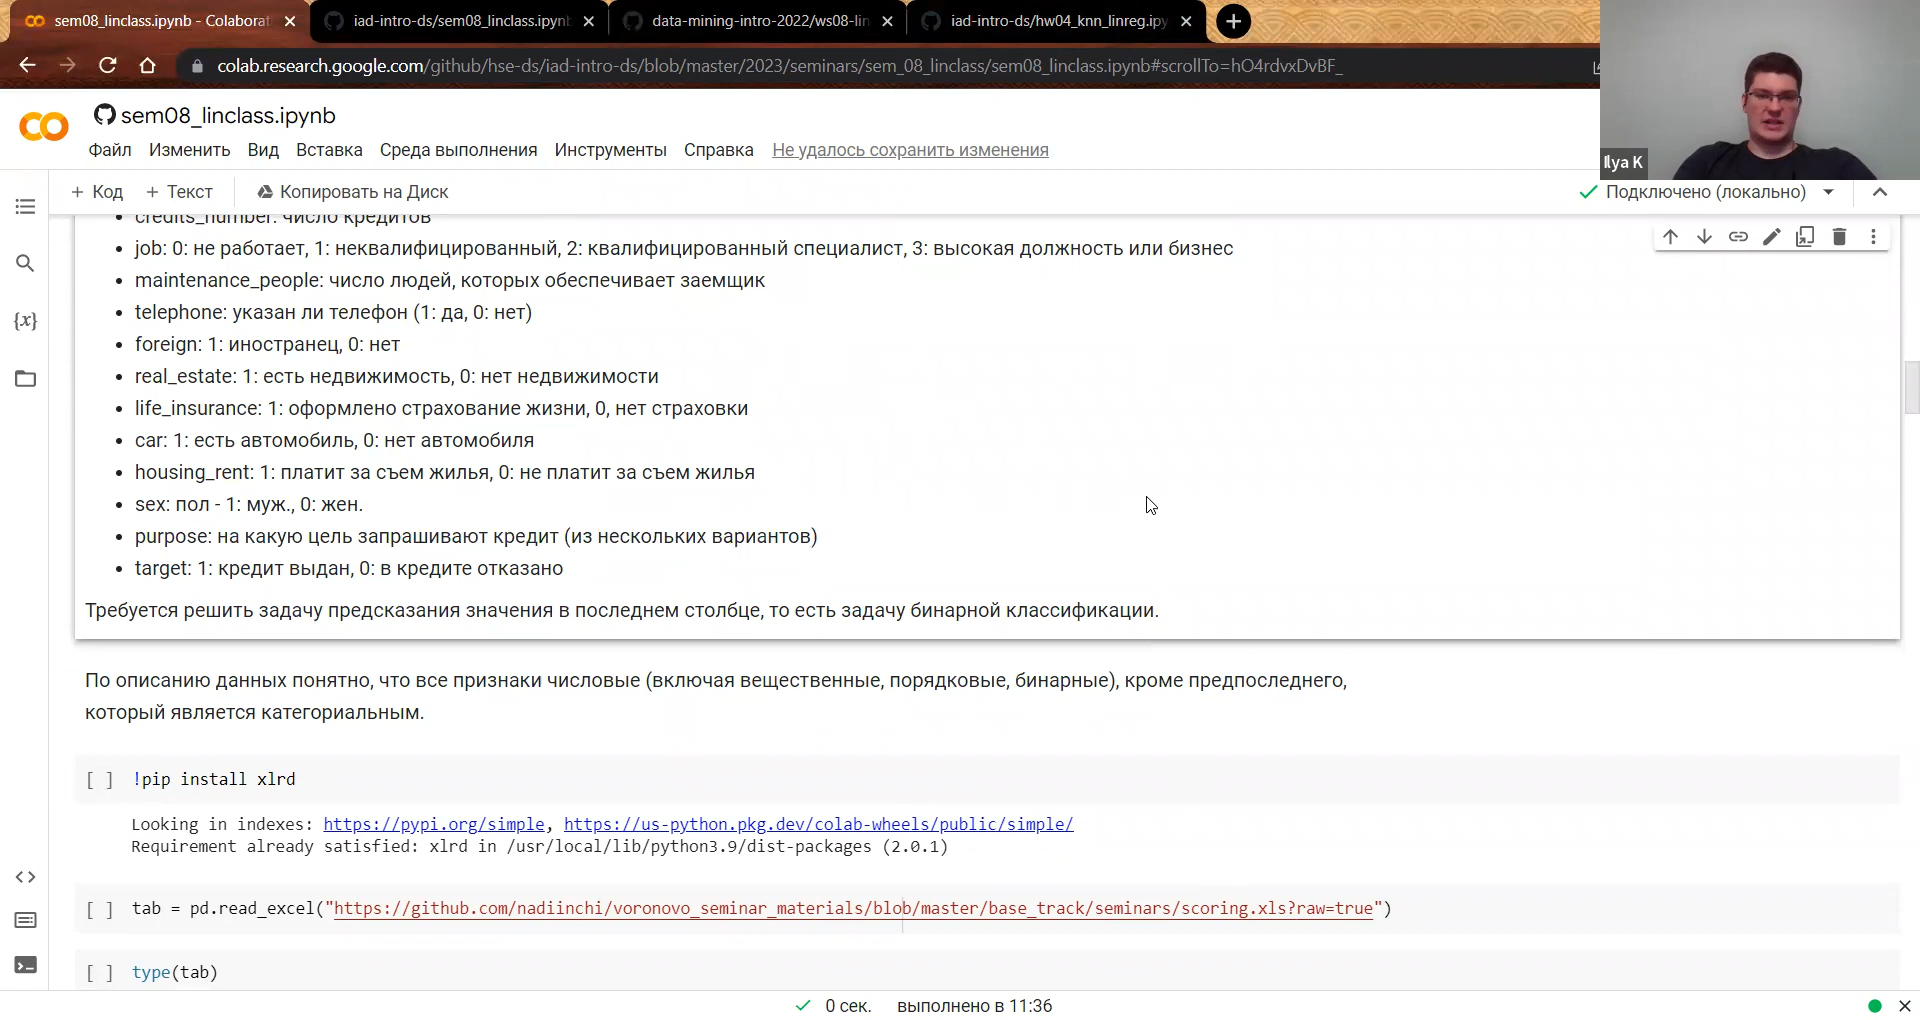 sem08_linclass.ipynb - Colaborat
iad-intro-ds/sem08_linclass.ipynb
data-mining-intro-2022/ws08-lin
iad-intro-ds/hw04_knn_linreg.ipy
colab.research.google.com/github/hse-ds/iad-intro-ds/blob/master/2023/seminars/sem_08_linclass/sem08_linclass.ipynb#scrollTo=hO4rdvxDvBF_
sem08_linclass.ipynb
Файл Изменить Вид Вставка Среда выполнения Инструменты Справка Не удалось сохранить изменения
Ilya K
+ Код + Текст Копировать на Диск Подключено (локально)
• credits_number: число кредитов
• job: 0: не работает, 1: неквалифицированный, 2: квалифицированный специалист, 3: высокая должность или бизнес
• maintenance_people: число людей, которых обеспечивает заемщик
• telephone: указан ли телефон (1: да, 0: нет)
• foreign: 1: иностранец, 0: нет
• real_estate: 1: есть недвижимость, 0: нет недвижимости
• life_insurance: 1: оформлено страхование жизни, 0, нет страховки
• car: 1: есть автомобиль, 0: нет автомобиля
• housing_rent: 1: платит за съем жилья, 0: не платит за съем жилья
• sex: пол - 1: муж., 0: жен.
• purpose: на какую цель запрашивают кредит (из нескольких вариантов)
• target: 1: кредит выдан, 0: в кредите отказано
Требуется решить задачу предсказания значения в последнем столбце, то есть задачу бинарной классификации.
По описанию данных понятно, что все признаки числовые (включая вещественные, порядковые, бинарные), кроме предпоследнего,
который является категориальным.
[ ] !pip install xlrd
Looking in indexes: https://pypi.org/simple, https://us-python.pkg.dev/colab-wheels/public/simple/
Requirement already satisfied: xlrd in /usr/local/lib/python3.9/dist-packages (2.0.1)
[ ] tab = pd.read_excel("https://github.com/nadiinchi/voronovo_seminar_materials/blob/master/base_track/seminars/scoring.xls?raw=true")
[ ] type(tab)
0 сек. выполнено в 11:36